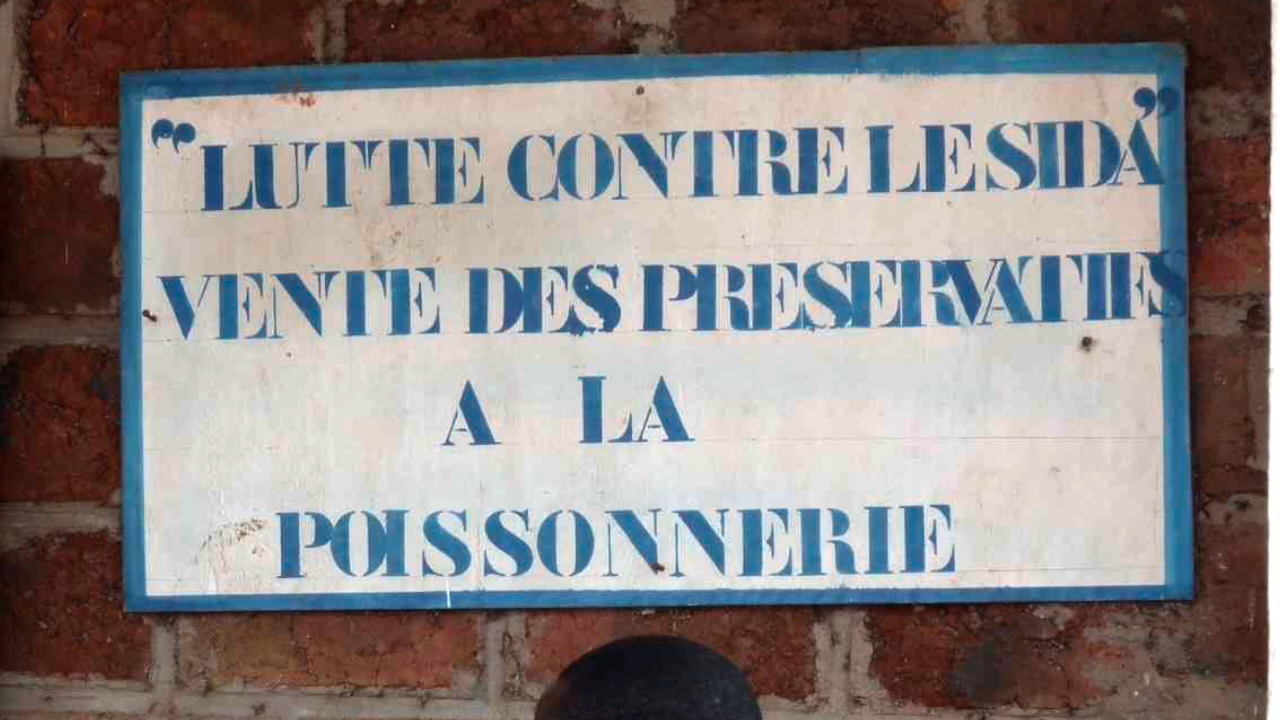 “LUTTE CONTRE LE SIDA”
VENTE DES PRESERVATIFS
A LA
POISSONNERIE